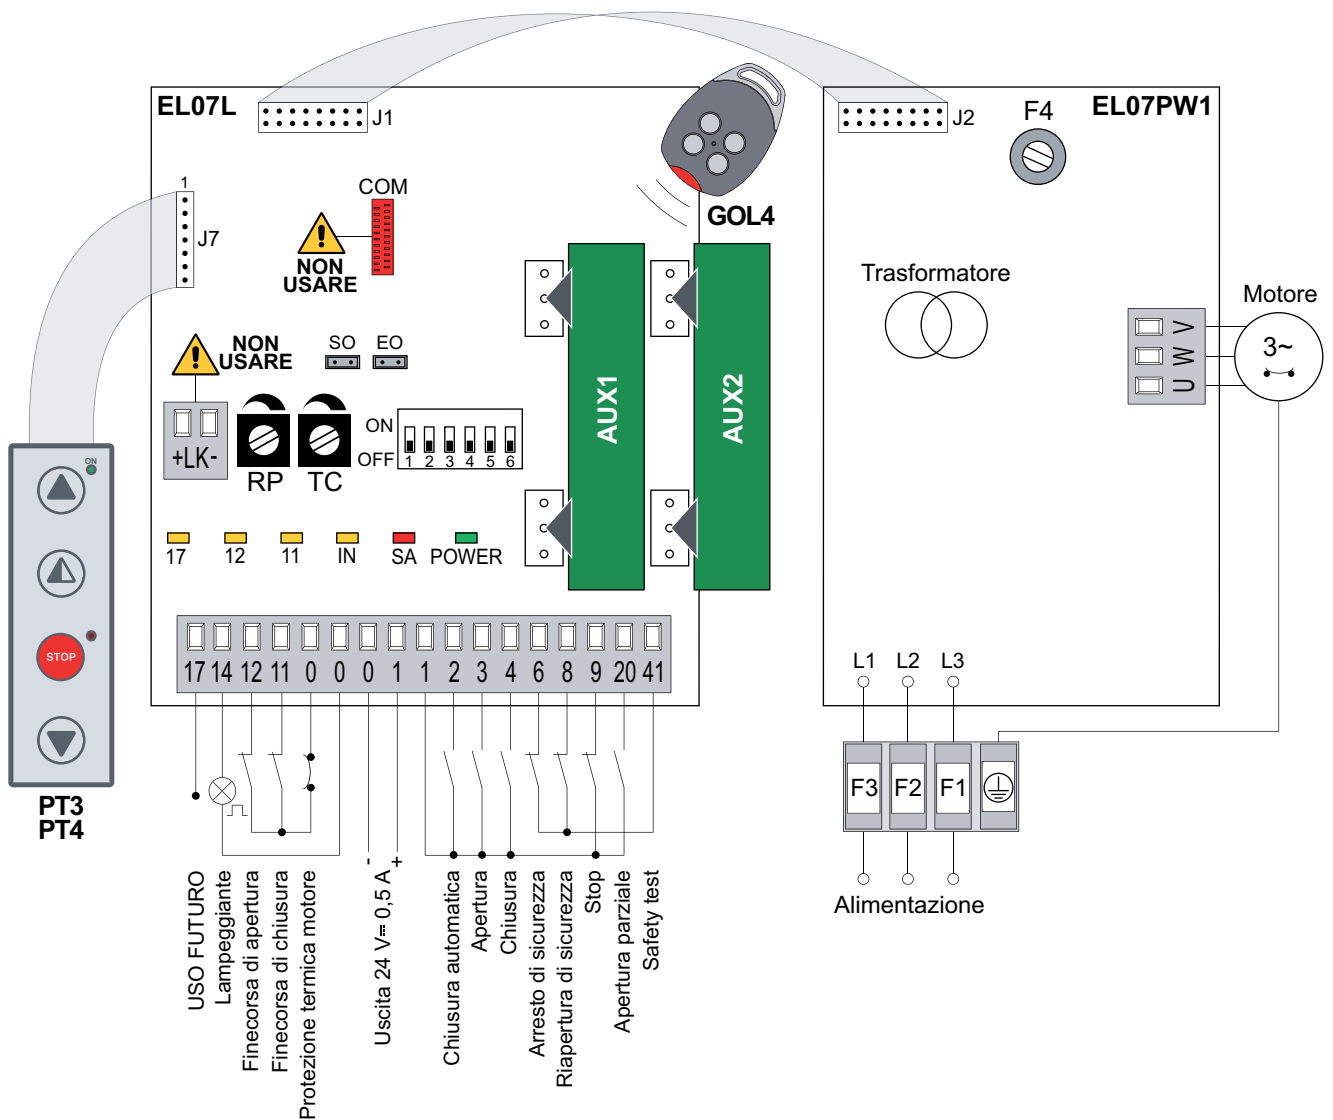 EL07L
J1
J2
F4
EL07PW1
1
J7
COM
NON
USARE
GOL4
Trasformatore
Motore
3~
V
W
U
NON
USARE
SO
EO
+LK-
RP
TC
ON
OFF
1 2 3 4 5 6
AUX1
AUX2
ON
STOP
PT3
PT4
17
12
11
IN
SA
POWER
17 14 12 11 0 0 0 1 1 2 3 4 6 8 9 20 41
L1
L2
L3
F3
F2
F1
Alimentazione
-
+
USO FUTURO
Lampeggiante
Finecorsa di apertura
Finecorsa di chiusura
Protezione termica motore
Uscita 24 V⎓ 0,5 A
Chiusura automatica
Apertura
Chiusura
Arresto di sicurezza
Riapertura di sicurezza
Stop
Apertura parziale
Safety test